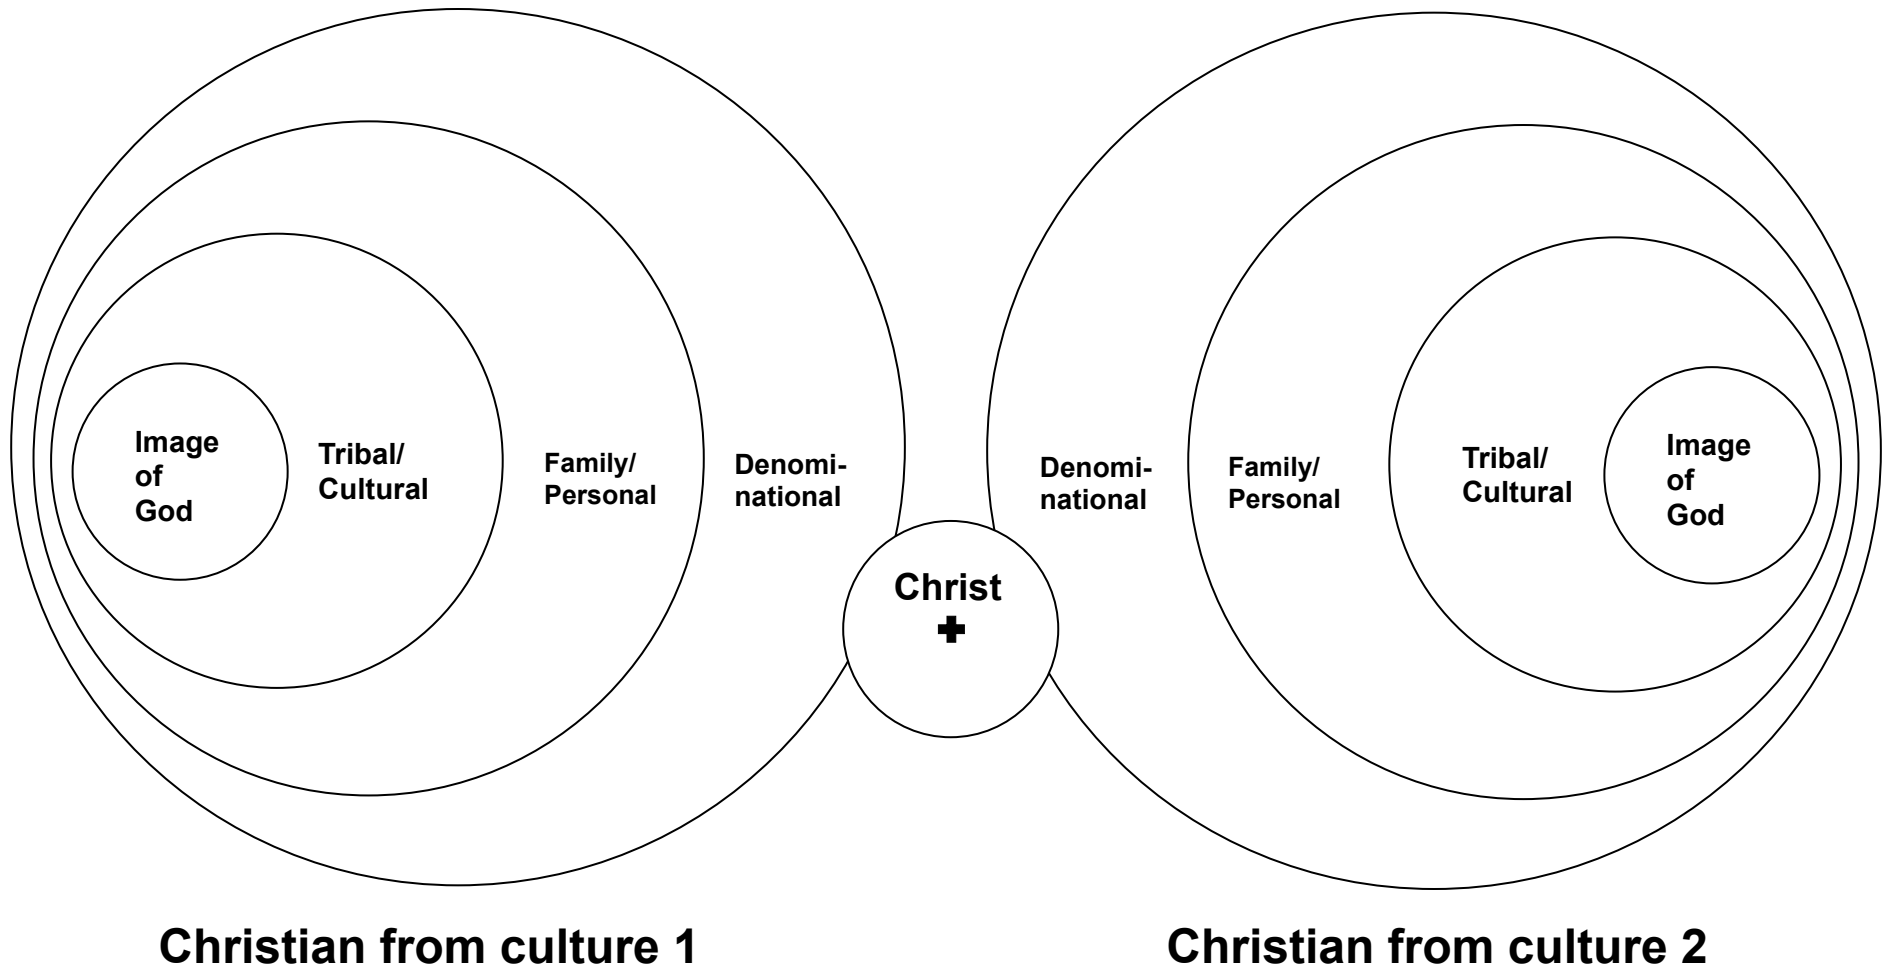 Image
of
God
Tribal/
Cultural
Family/
Personal
Denomi-
national
Christ
Denomi-
national
Family/
Personal
Tribal/
Cultural
Image
of
God
Christian from culture 1
Christian from culture 2